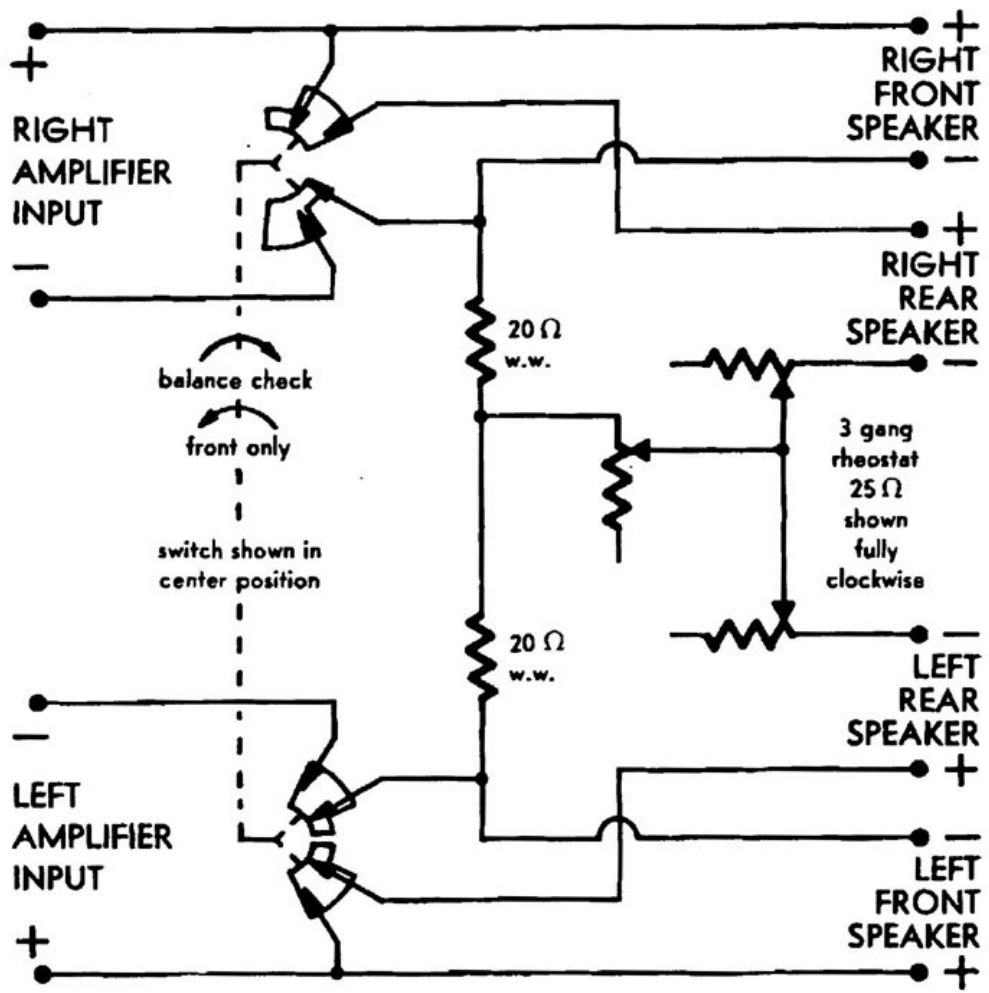 +
RIGHT
AMPLIFIER
INPUT
−
+
RIGHT
FRONT
SPEAKER
−
+
RIGHT
REAR
SPEAKER
−
20 Ω
w.w.
balance check
front only
switch shown in
center position
3 gang
rheostat
25 Ω
shown
fully
clockwise
20 Ω
w.w.
−
LEFT
REAR
SPEAKER
+
−
LEFT
AMPLIFIER
INPUT
+
−
LEFT
FRONT
SPEAKER
+